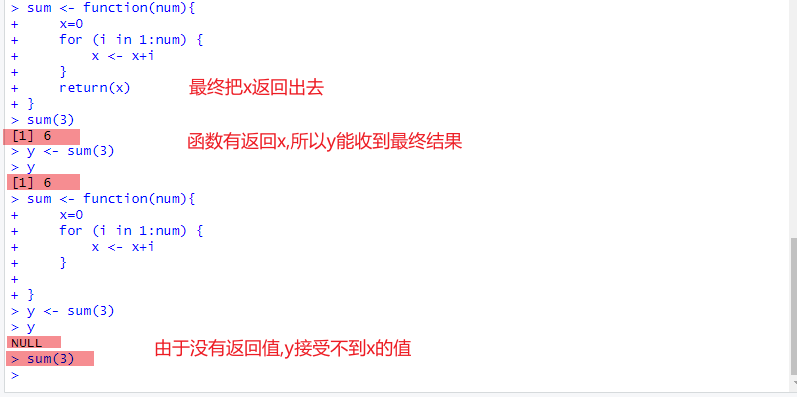 > sum <- function(num){
+     x=0
+     for (i in 1:num) {
+         x <- x+i
+     }
+     return(x)
最终把x返回出去
+ }
> sum(3)
[1] 6
函数有返回x,所以y能收到最终结果
> y <- sum(3)
> y
[1] 6
> sum <- function(num){
+     x=0
+     for (i in 1:num) {
+         x <- x+i
+     }
+
+ }
> y <- sum(3)
> y
NULL
由于没有返回值,y接受不到x的值
> sum(3)
>